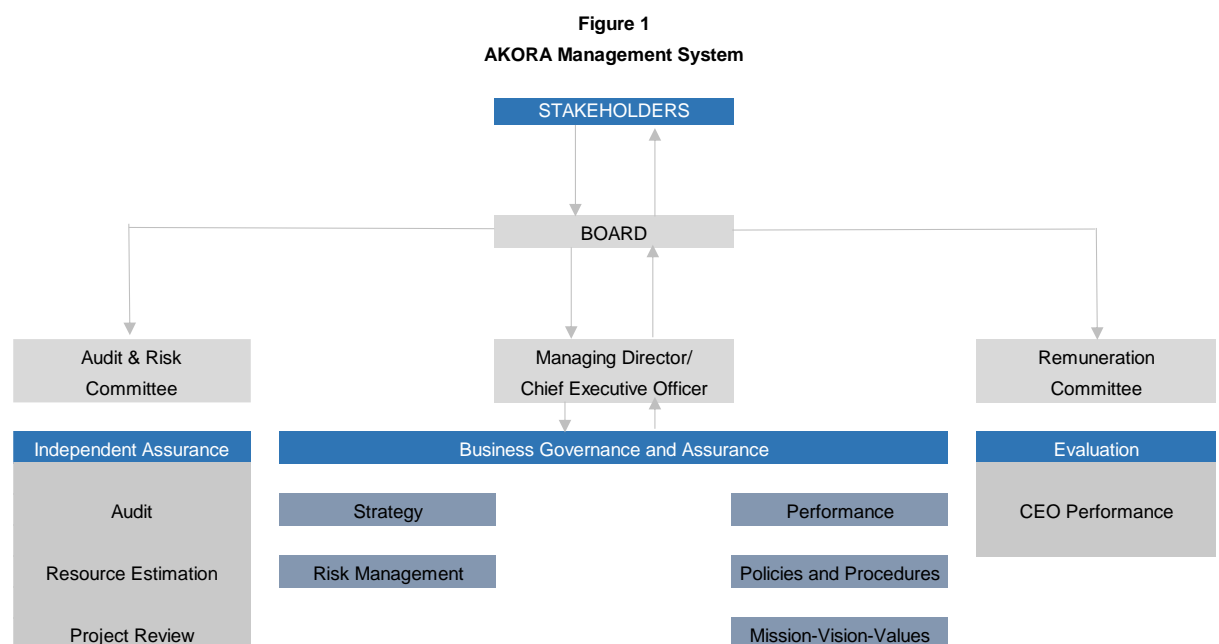 Figure 1
AKORA Management System
STAKEHOLDERS
BOARD
Audit & Risk
Committee
Managing Director/
Chief Executive Officer
Remuneration
Committee
Independent Assurance
Business Governance and Assurance
Evaluation
Audit
Strategy
Performance
CEO Performance
Resource Estimation
Risk Management
Policies and Procedures
Project Review
Mission-Vision-Values